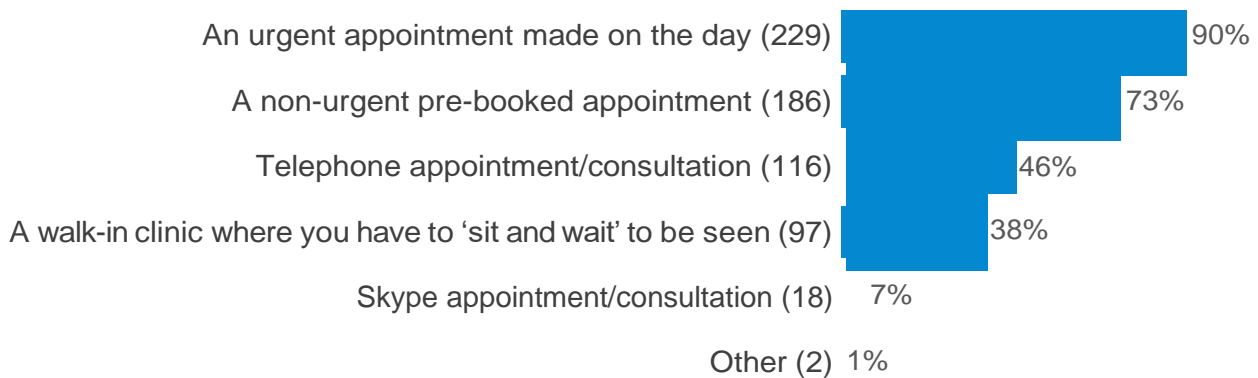 An urgent appointment made on the day (229) 90%
A non-urgent pre-booked appointment (186) 73%
Telephone appointment/consultation (116) 46%
A walk-in clinic where you have to ‘sit and wait’ to be seen (97) 38%
Skype appointment/consultation (18) 7%
Other (2) 1%